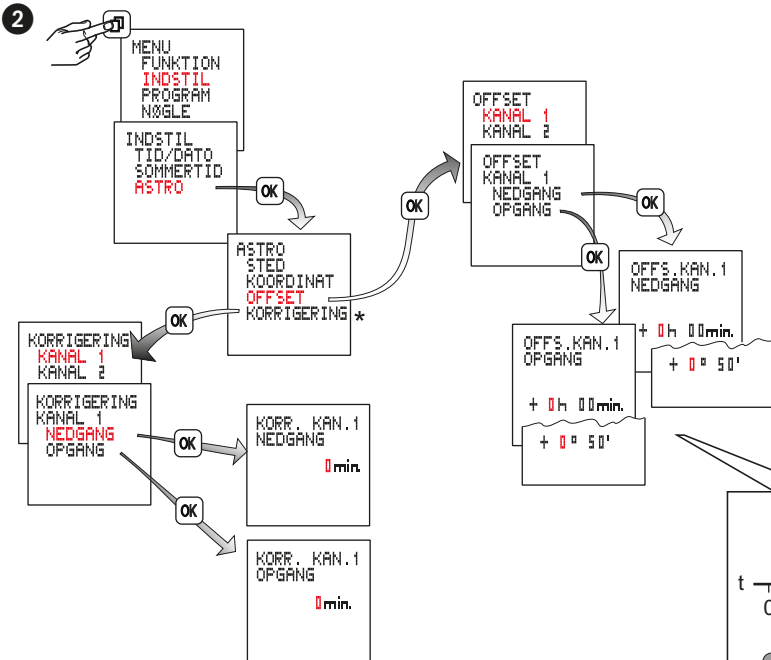 2
MENU
FUNKTION
INDSTIL
PROGRAM
NØGLE
INDSTIL
TID/DATO
SOMMERTID
ASTRO
OK
ASTRO
STED
KOORDINAT
OFFSET
KORRIGERING *
OK
OFFSET
KANAL 1
KANAL 2
OFFSET
KANAL 1
NEDGANG
OPGANG
OK
OFFS.KAN.1
NEDGANG
+ 0h 00min.
+ 0° 50'
OK
OFFS.KAN.1
OPGANG
+ 0h 00min.
+ 0° 50'
OK
KORRIGERING
KANAL 1
KANAL 2
KORRIGERING
KANAL 1
NEDGANG
OPGANG
OK
KORR. KAN.1
NEDGANG
0min.
OK
KORR. KAN.1
OPGANG
0min.
t